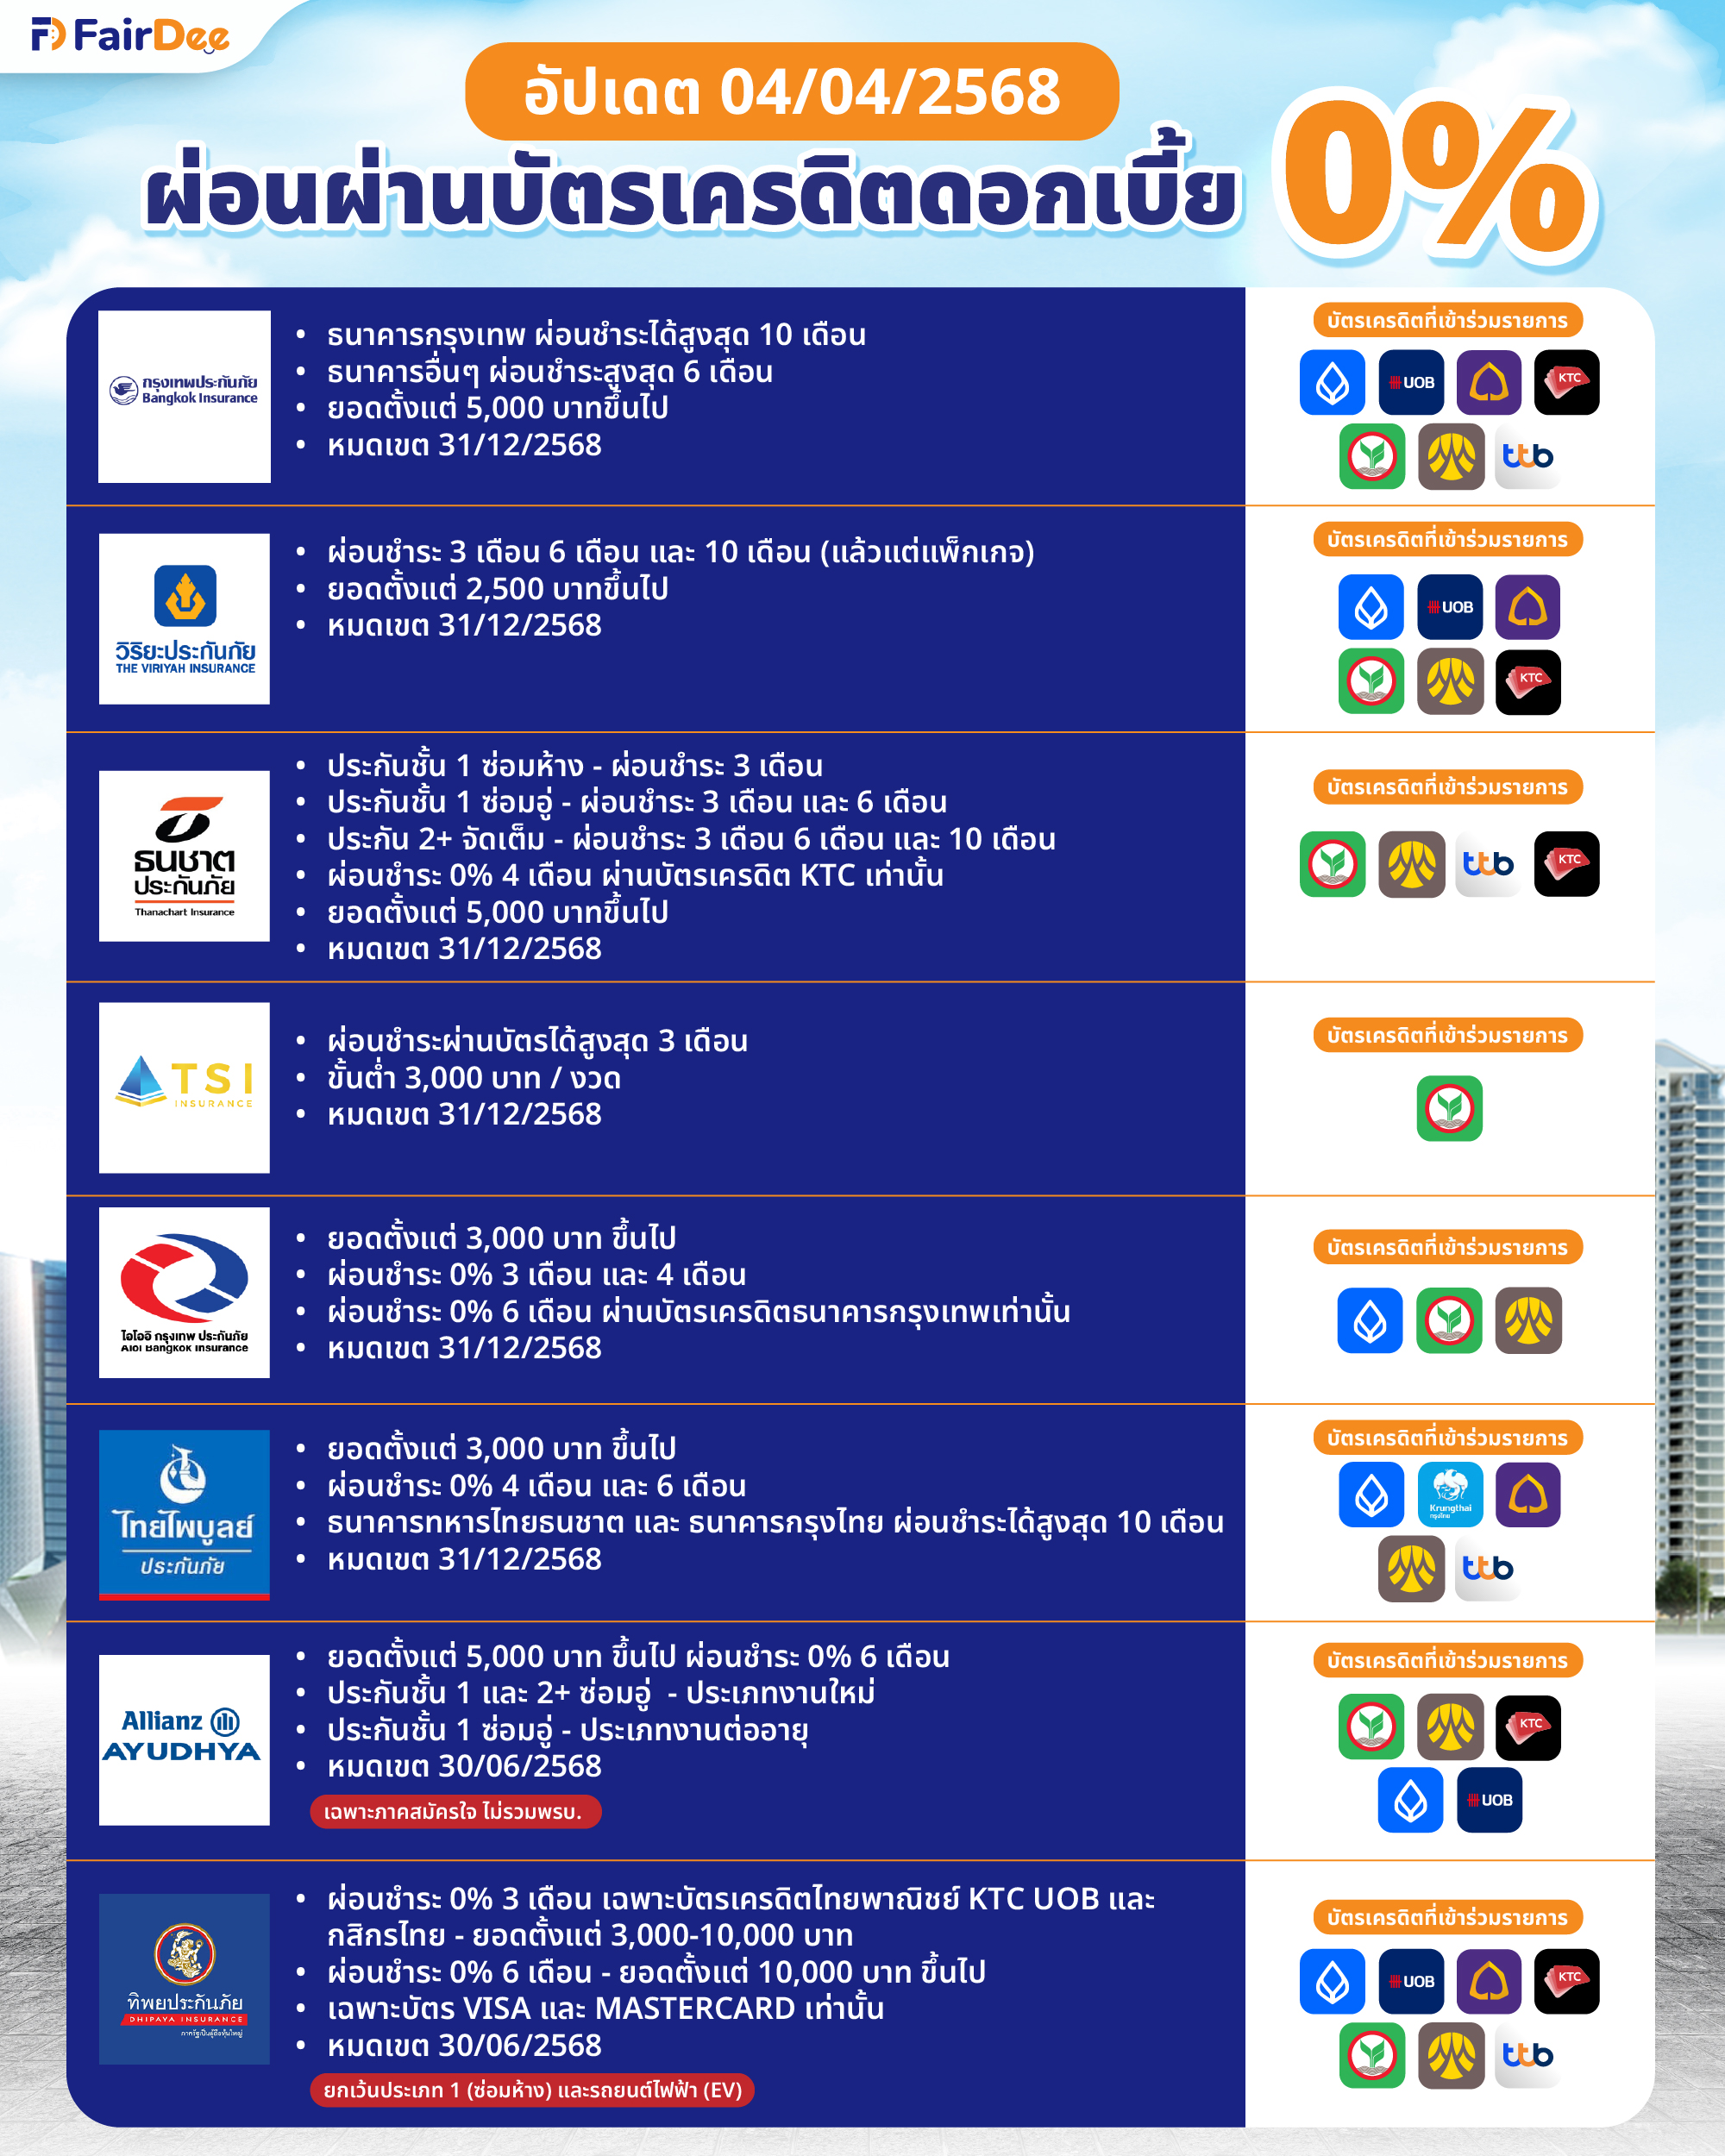 FairDee
อัปเดต 04/04/2568
ผ่อนผ่านบัตรเครดิตดอกเบี้ย 0%
กรุงเทพประกันภัย
Bangkok Insurance
• ธนาคารกรุงเทพ ผ่อนชำระได้สูงสุด 10 เดือน
• ธนาคารอื่นๆ ผ่อนชำระสูงสุด 6 เดือน
• ยอดตั้งแต่ 5,000 บาทขึ้นไป
• หมดเขต 31/12/2568
บัตรเครดิตที่เข้าร่วมรายการ
UOB
KTC
ttb
วิริยะประกันภัย
THE VIRIYAH INSURANCE
• ผ่อนชำระ 3 เดือน 6 เดือน และ 10 เดือน (แล้วแต่แพ็กเกจ)
• ยอดตั้งแต่ 2,500 บาทขึ้นไป
• หมดเขต 31/12/2568
บัตรเครดิตที่เข้าร่วมรายการ
UOB
KTC
ธนชาต
ประกันภัย
Thanachart Insurance
• ประกันชั้น 1 ซ่อมห้าง - ผ่อนชำระ 3 เดือน
• ประกันชั้น 1 ซ่อมอู่ - ผ่อนชำระ 3 เดือน และ 6 เดือน
• ประกัน 2+ จัดเต็ม - ผ่อนชำระ 3 เดือน 6 เดือน และ 10 เดือน
• ผ่อนชำระ 0% 4 เดือน ผ่านบัตรเครดิต KTC เท่านั้น
• ยอดตั้งแต่ 5,000 บาทขึ้นไป
• หมดเขต 31/12/2568
บัตรเครดิตที่เข้าร่วมรายการ
ttb
KTC
TSI
INSURANCE
• ผ่อนชำระผ่านบัตรได้สูงสุด 3 เดือน
• ขั้นต่ำ 3,000 บาท / งวด
• หมดเขต 31/12/2568
บัตรเครดิตที่เข้าร่วมรายการ
ไอโออิ กรุงเทพ ประกันภัย
AIOI Bangkok Insurance
• ยอดตั้งแต่ 3,000 บาท ขึ้นไป
• ผ่อนชำระ 0% 3 เดือน และ 4 เดือน
• ผ่อนชำระ 0% 6 เดือน ผ่านบัตรเครดิตธนาคารกรุงเทพเท่านั้น
• หมดเขต 31/12/2568
บัตรเครดิตที่เข้าร่วมรายการ
ไทยไพบูลย์
ประกันภัย
• ยอดตั้งแต่ 3,000 บาท ขึ้นไป
• ผ่อนชำระ 0% 4 เดือน และ 6 เดือน
• ธนาคารทหารไทยธนชาต และ ธนาคารกรุงไทย ผ่อนชำระได้สูงสุด 10 เดือน
• หมดเขต 31/12/2568
บัตรเครดิตที่เข้าร่วมรายการ
Krungthai
กรุงไทย
ttb
Allianz
AYUDHYA
• ยอดตั้งแต่ 5,000 บาท ขึ้นไป ผ่อนชำระ 0% 6 เดือน
• ประกันชั้น 1 และ 2+ ซ่อมอู่ - ประเภทงานใหม่
• ประกันชั้น 1 ซ่อมอู่ - ประเภทงานต่ออายุ
• หมดเขต 30/06/2568
เฉพาะภาคสมัครใจ ไม่รวมพรบ.
บัตรเครดิตที่เข้าร่วมรายการ
KTC
UOB
ทิพยประกันภัย
DHIPAYA INSURANCE
ภาครัฐเป็นผู้ถือหุ้นใหญ่
• ผ่อนชำระ 0% 3 เดือน เฉพาะบัตรเครดิตไทยพาณิชย์ KTC UOB และ
กสิกรไทย - ยอดตั้งแต่ 3,000-10,000 บาท
• ผ่อนชำระ 0% 6 เดือน - ยอดตั้งแต่ 10,000 บาท ขึ้นไป
• เฉพาะบัตร VISA และ MASTERCARD เท่านั้น
• หมดเขต 30/06/2568
ยกเว้นประเภท 1 (ซ่อมห้าง) และรถยนต์ไฟฟ้า (EV)
บัตรเครดิตที่เข้าร่วมรายการ
UOB
KTC
ttb